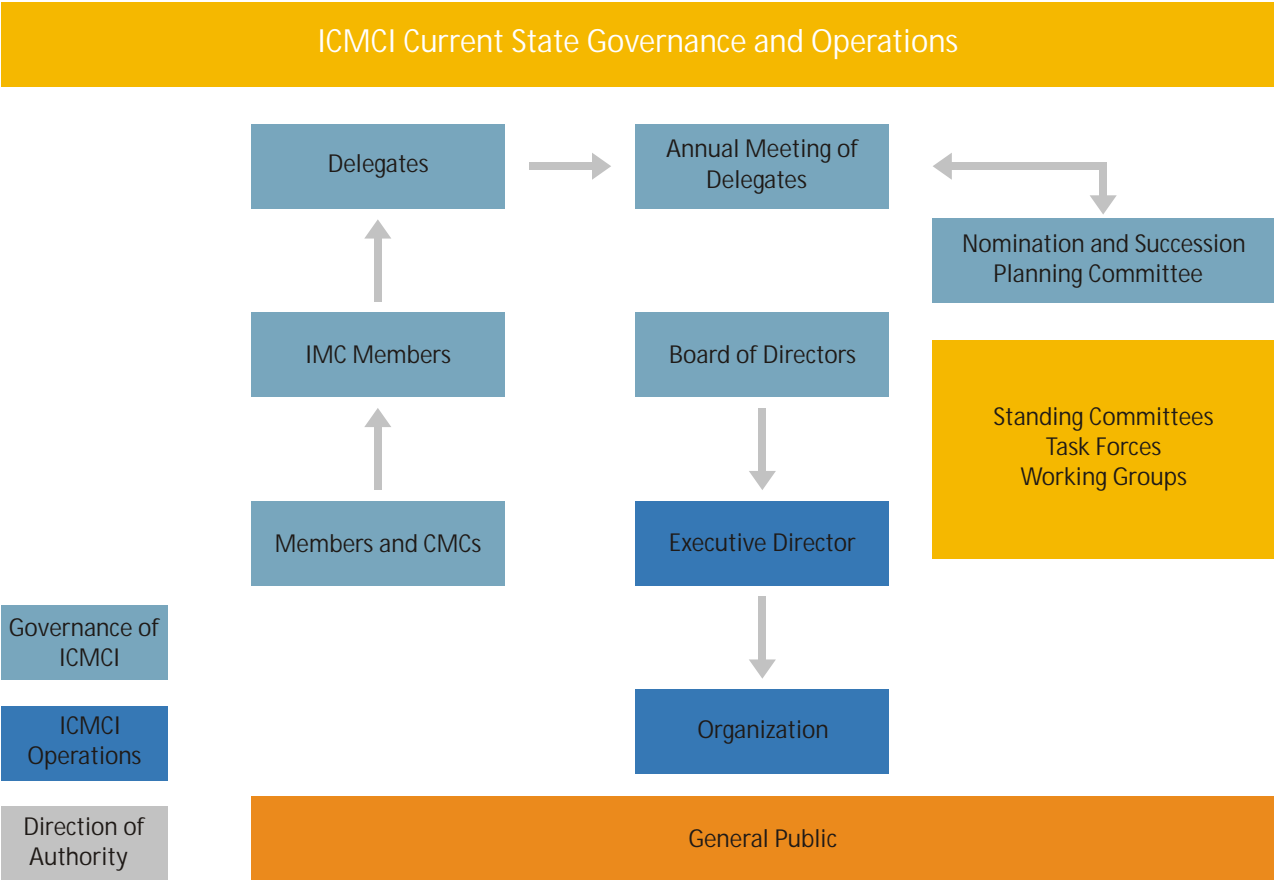 ICMCI Current State Governance and Operations
Delegates
Annual Meeting of
Delegates
Nomination and Succession
Planning Committee
IMC Members
Board of Directors
Standing Committees
Task Forces
Working Groups
Members and CMCs
Executive Director
Governance of
ICMCI
ICMCI
Operations
Organization
Direction of
Authority
General Public